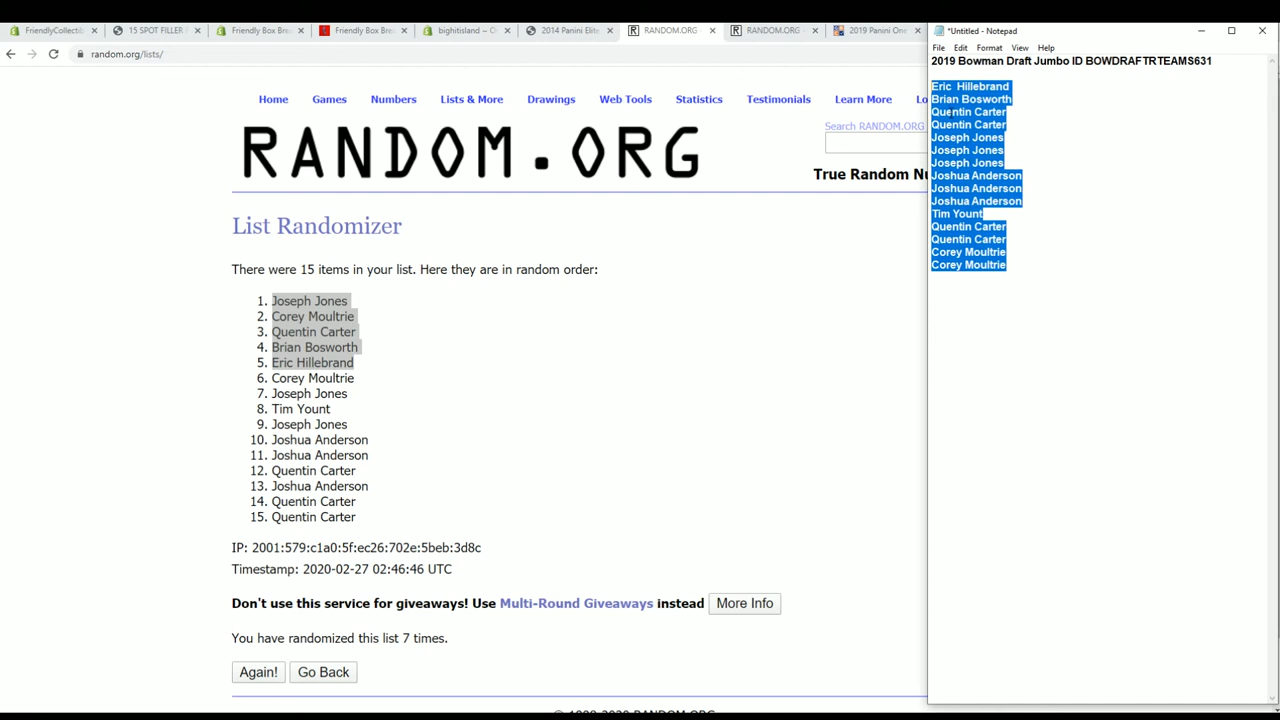 FriendlyCollecti
15 SPOT FILLER
Friendly Box Bre
Friendly Box Bre
bighitisland –
2014 Panini Elite
RANDOM.ORG
RANDOM.ORG
2019 Panini One
random.org/lists/
Home Games Numbers Lists & More Drawings Web Tools Statistics Testimonials Learn More Lo
Search RANDOM.ORG
RANDOM.ORG
True Random Nu
List Randomizer
There were 15 items in your list. Here they are in random order:
1. Joseph Jones
2. Corey Moultrie
3. Quentin Carter
4. Brian Bosworth
5. Eric Hillebrand
6. Corey Moultrie
7. Joseph Jones
8. Tim Yount
9. Joseph Jones
10. Joshua Anderson
11. Joshua Anderson
12. Quentin Carter
13. Joshua Anderson
14. Quentin Carter
15. Quentin Carter
IP: 2001:579:c1a0:5f:ec26:702e:5beb:3d8c
Timestamp: 2020-02-27 02:46:46 UTC
Don't use this service for giveaways! Use Multi-Round Giveaways instead More Info
You have randomized this list 7 times.
Again! Go Back
*Untitled - Notepad
File Edit Format View Help
2019 Bowman Draft Jumbo ID BOWDRAFTRTEAMS631
Eric Hillebrand
Brian Bosworth
Quentin Carter
Quentin Carter
Joseph Jones
Joseph Jones
Joseph Jones
Joshua Anderson
Joshua Anderson
Joshua Anderson
Tim Yount
Quentin Carter
Quentin Carter
Corey Moultrie
Corey Moultrie